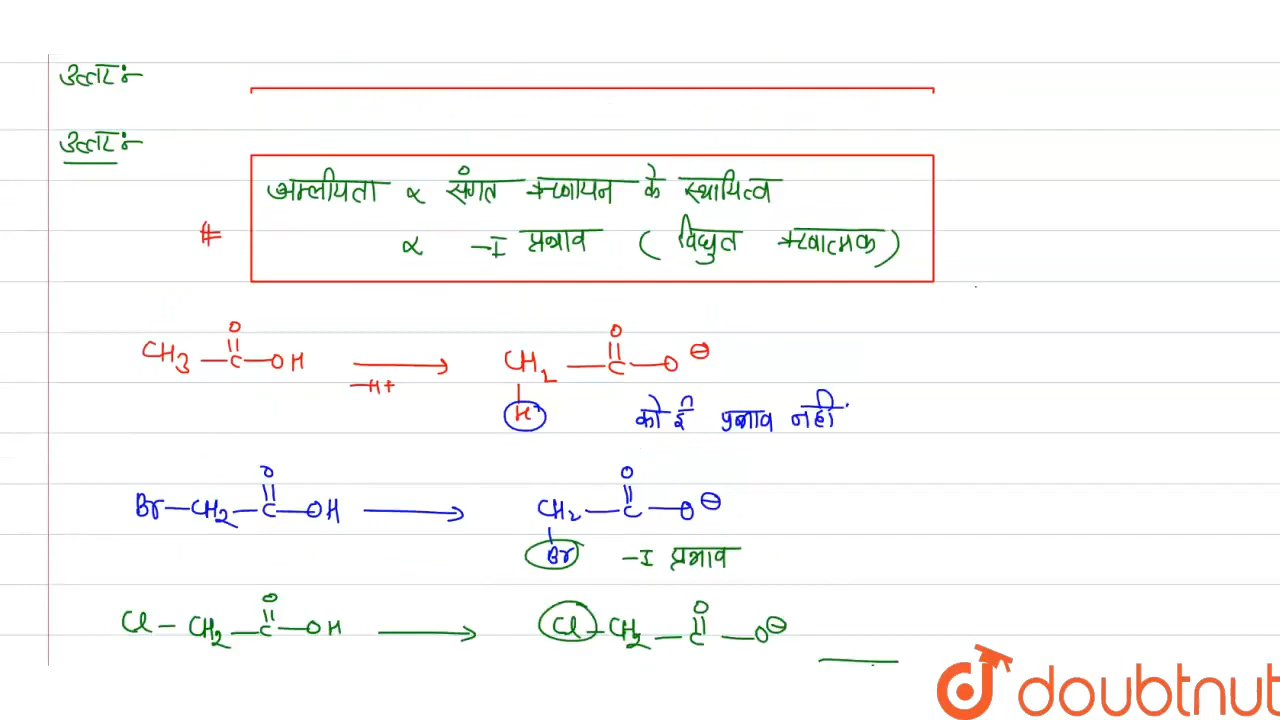 उत्तर:-
उत्तर:-
अम्लीयता ∝ संगत ऋणायन के स्थायित्व
# ∝ -I प्रभाव ( विद्युत ऋणात्मक)
O O
CH3 — C — OH CH2 — C — O ⊖
-H+
H
कोई प्रभाव नहीं
O O
Br — CH2 — C — OH CH2 — C — O ⊖
Br -I प्रभाव
O O
Cl — CH2 — C — OH Cl — CH2 — C — O ⊖
doubtnut